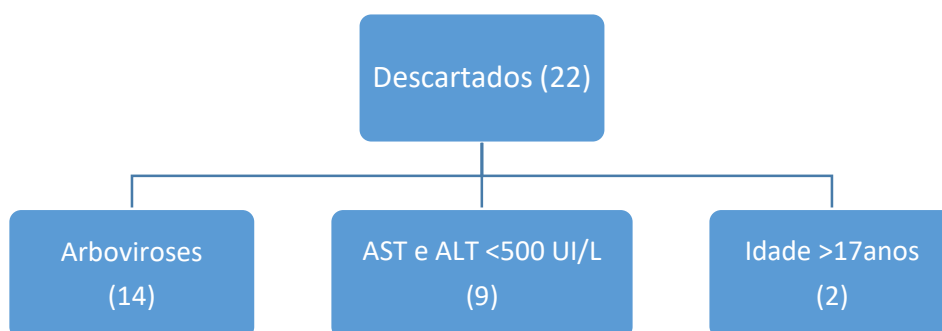 Descartados (22)
Arboviroses
(14)
AST e ALT <500 UI/L
(9)
Idade >17anos
(2)